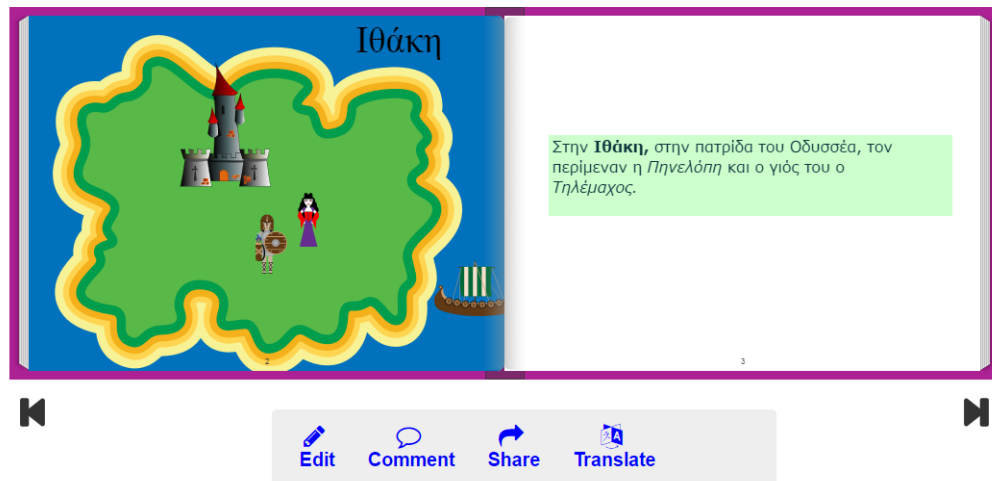 Ιθάκη
Στην Ιθάκη, στην πατρίδα του Οδυσσέα, τον
περίμεναν η Πηνελόπη και ο γιός του ο
Τηλέμαχος.
2
3
Edit Comment Share Translate